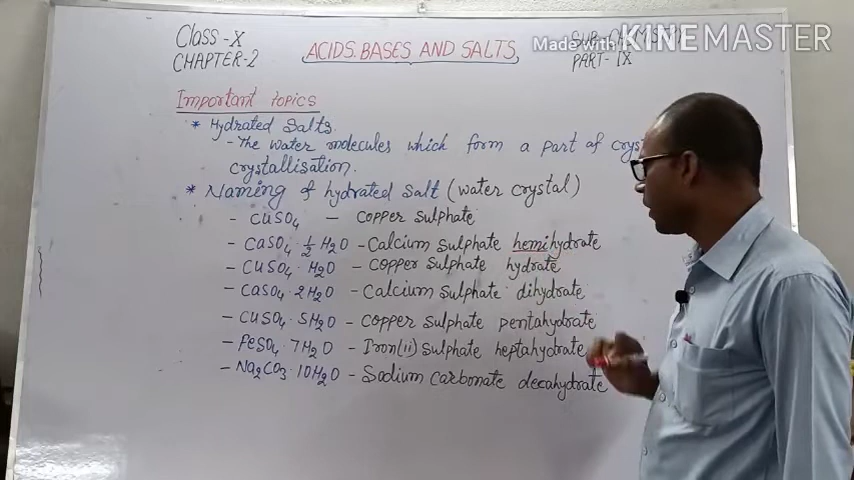 Class-X
CHAPTER-2
ACIDS. BASES AND SALTS
Made with KINEMASTER
PART-IX
Important topics
* Hydrated Salts.
- The water molecules which form a part of
crystallisation.
* Naming of hydrated salt (water crystal)
- CuSO4 - Copper sulphate
- CaSO4 · 1/2 H2O - Calcium Sulphate hemihydrate
- CuSO4 · H2O - Copper Sulphate hydrate
- CaSO4 · 2H2O - Calcium Sulphate dihydrate
- CuSO4 · 5H2O - Copper Sulphate pentahydrate
- FeSO4 · 7H2O - Iron(ii) Sulphate heptahydrate
- Na2CO3 · 10H2O - Sodium carbonate decahydrate